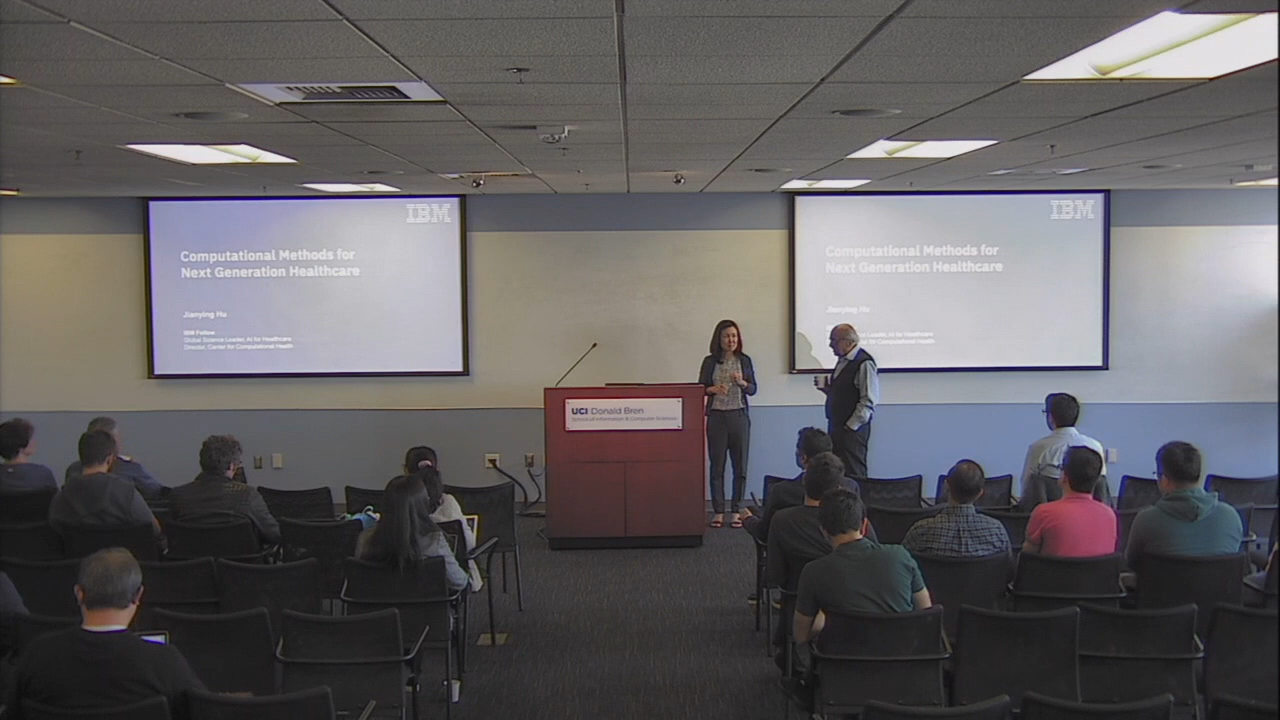 IBM
Computational Methods for
Next Generation Healthcare
Jianying Hu
IBM Fellow
Global Science Leader, AI for Healthcare
Director, Center for Computational Health
IBM
Computational Methods for
Next Generation Healthcare
Jianying Hu
Leader, AI for Healthcare
for Computational Health
UCI Donald Bren
School of Information & Computer Sciences